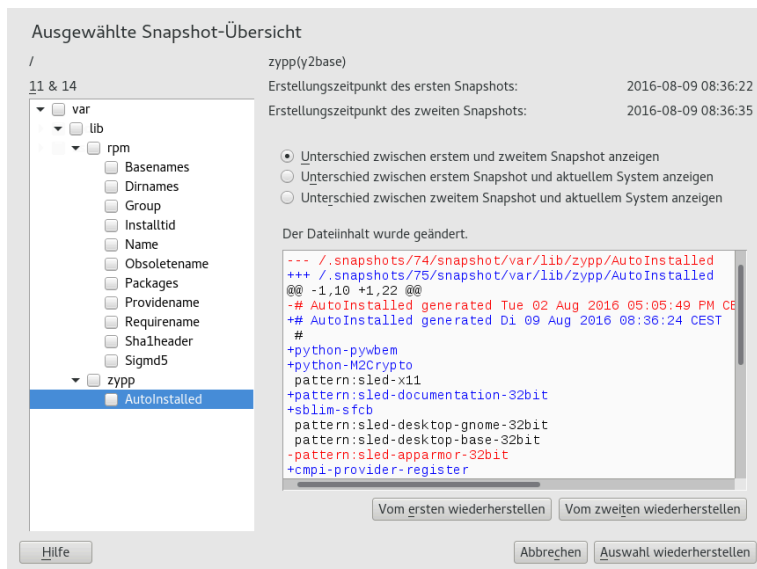 Ausgewählte Snapshot-Übersicht
/
zypp(y2base)
11 & 14
Erstellungszeitpunkt des ersten Snapshots: 2016-08-09 08:36:22
Erstellungszeitpunkt des zweiten Snapshots: 2016-08-09 08:36:35
var
lib
rpm
Basenames
Dirnames
Group
Installtid
Name
Obsoletename
Packages
Providename
Requirename
Sha1header
Sigmd5
zypp
AutoInstalled
Unterschied zwischen erstem und zweitem Snapshot anzeigen
Unterschied zwischen erstem Snapshot und aktuellem System anzeigen
Unterschied zwischen zweitem Snapshot und aktuellem System anzeigen
Der Dateiinhalt wurde geändert.
--- /.snapshots/74/snapshot/var/lib/zypp/AutoInstalled
+++ /.snapshots/75/snapshot/var/lib/zypp/AutoInstalled
@@ -1,10 +1,22 @@
-# AutoInstalled generated Tue 02 Aug 2016 05:05:49 PM CE
+# AutoInstalled generated Di 09 Aug 2016 08:36:24 CEST
#
+python-pywbem
+python-M2Crypto
pattern:sled-x11
+pattern:sled-documentation-32bit
+sblim-sfcb
pattern:sled-desktop-gnome-32bit
pattern:sled-desktop-base-32bit
-pattern:sled-apparmor-32bit
+cmpi-provider-register
Vom ersten wiederherstellen Vom zweiten wiederherstellen
Hilfe Abbrechen Auswahl wiederherstellen